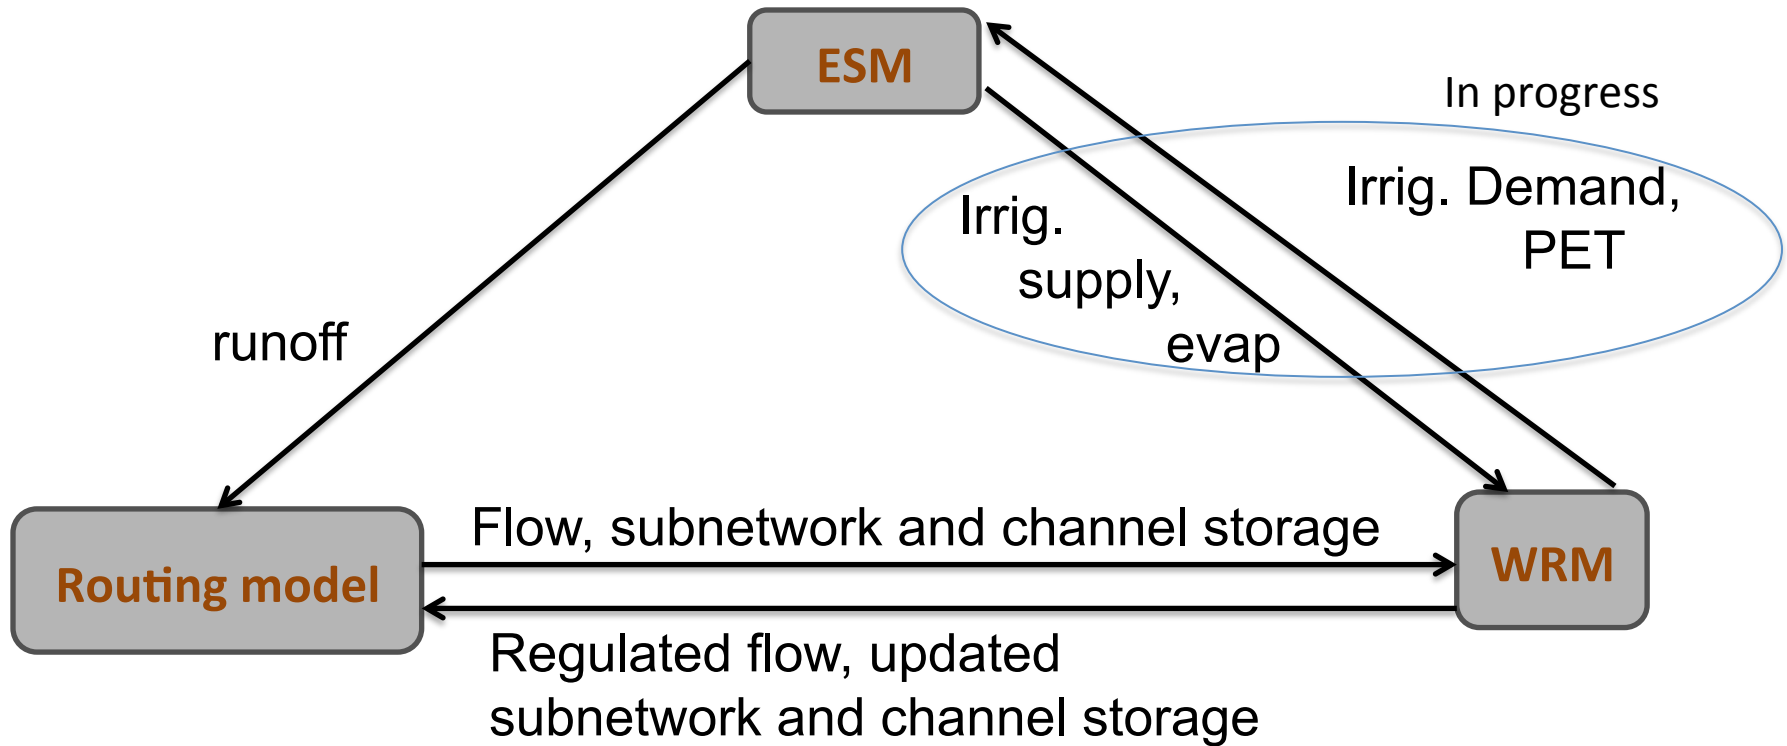 ESM
In progress
Irrig. Demand,
PET
Irrig.
supply,
evap
runoff
Flow, subnetwork and channel storage
Routing model
WRM
Regulated flow, updated
subnetwork and channel storage